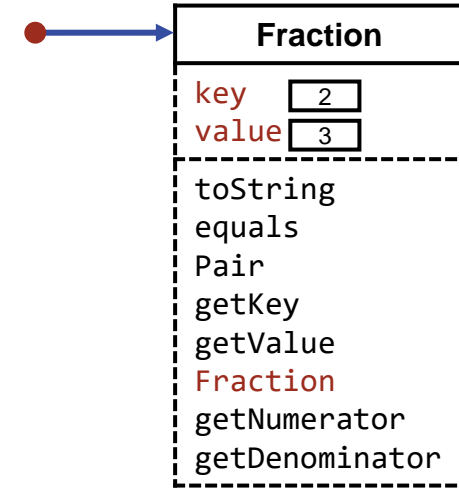 Fraction
key 2
value 3
toString
equals
Pair
getKey
getValue
Fraction
getNumerator
getDenominator